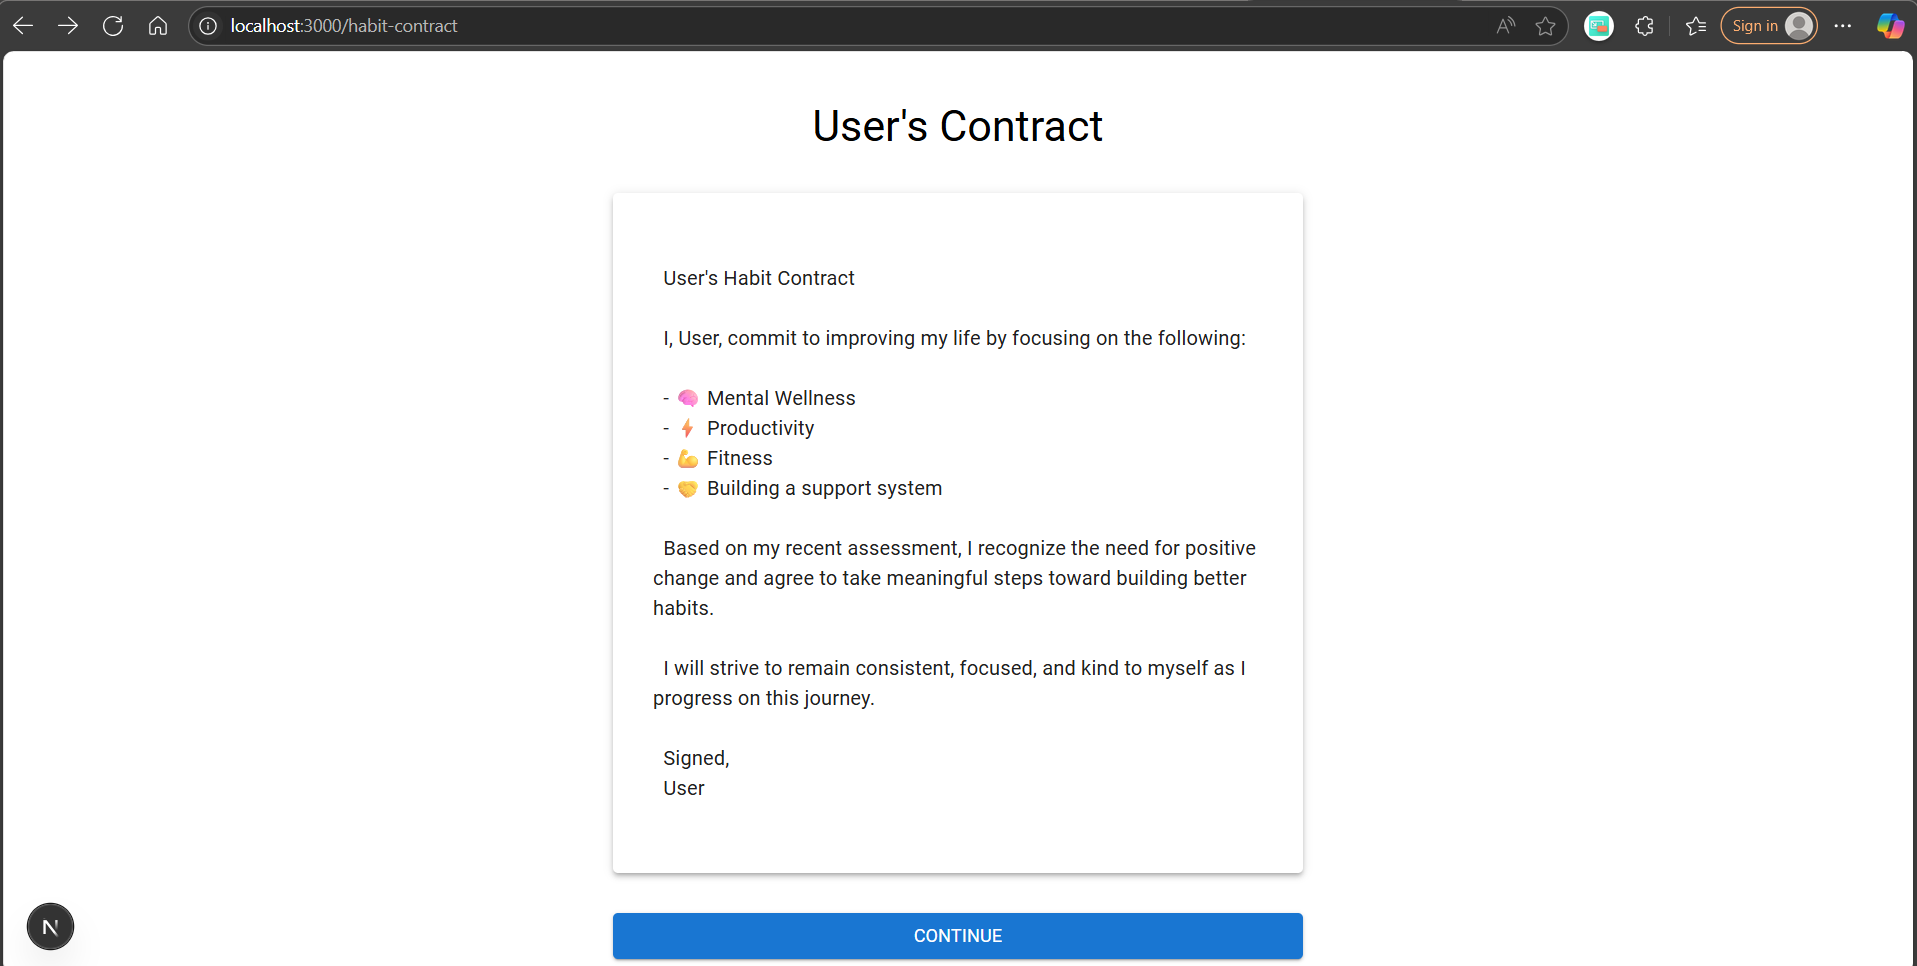 localhost:3000/habit-contract
Sign in
User's Contract
User's Habit Contract
I, User, commit to improving my life by focusing on the following:
- 🧠 Mental Wellness
- ⚡ Productivity
- 💪 Fitness
- 🤝 Building a support system
Based on my recent assessment, I recognize the need for positive
change and agree to take meaningful steps toward building better
habits.
I will strive to remain consistent, focused, and kind to myself as I
progress on this journey.
Signed,
User
N
CONTINUE